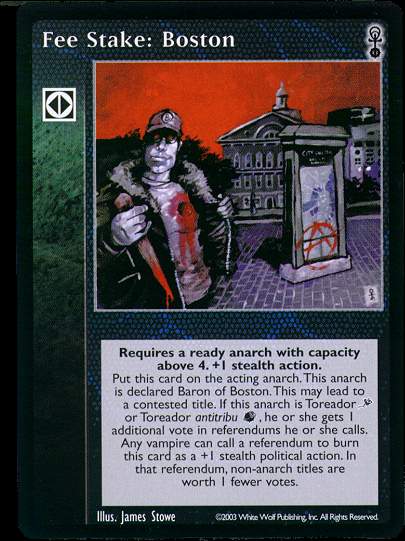 Fee Stake: Boston
CITY ON THE
Requires a ready anarch with capacity
above 4. +1 stealth action.
Put this card on the acting anarch. This anarch
is declared Baron of Boston. This may lead to
a contested title. If this anarch is Toreador
or Toreador antitribu , he or she gets 1
additional vote in referendums he or she calls.
Any vampire can call a referendum to burn
this card as a +1 stealth political action. In
that referendum, non-anarch titles are
worth 1 fewer votes.
Illus. James Stowe
©2003 White Wolf Publishing, Inc. All Rights Reserved.